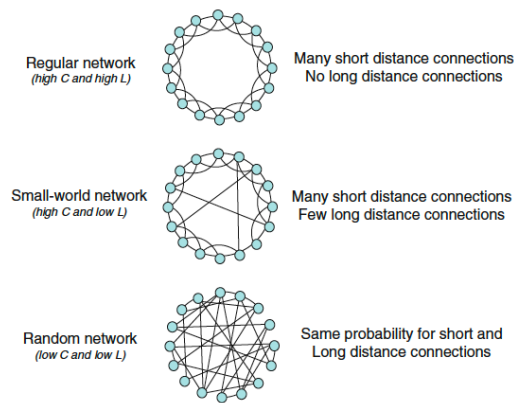 Regular network
(high C and high L)
Many short distance connections
No long distance connections
Small-world network
(high C and low L)
Many short distance connections
Few long distance connections
Random network
(low C and low L)
Same probability for short and
Long distance connections